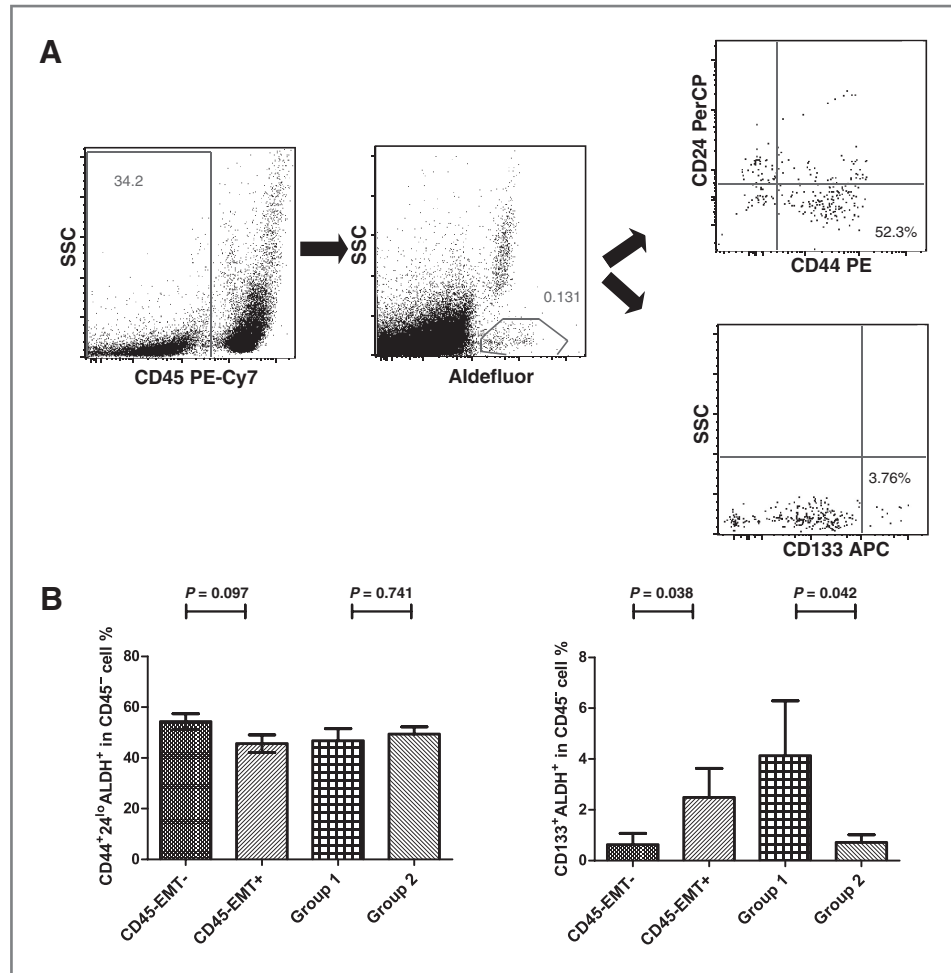 A
34.2
SSC
CD45 PE-Cy7
SSC
0.131
Aldefluor
CD24 PerCP
52.3%
CD44 PE
SSC
3.76%
CD133 APC
B
P = 0.097
P = 0.741
CD44⁺24ˡᵒALDH⁺ in CD45⁻ cell %
80
60
40
20
0
CD45-EMT-
CD45-EMT+
Group 1
Group 2
P = 0.038
P = 0.042
CD133⁺ALDH⁺ in CD45⁻ cell %
8
6
4
2
0
CD45-EMT-
CD45-EMT+
Group 1
Group 2